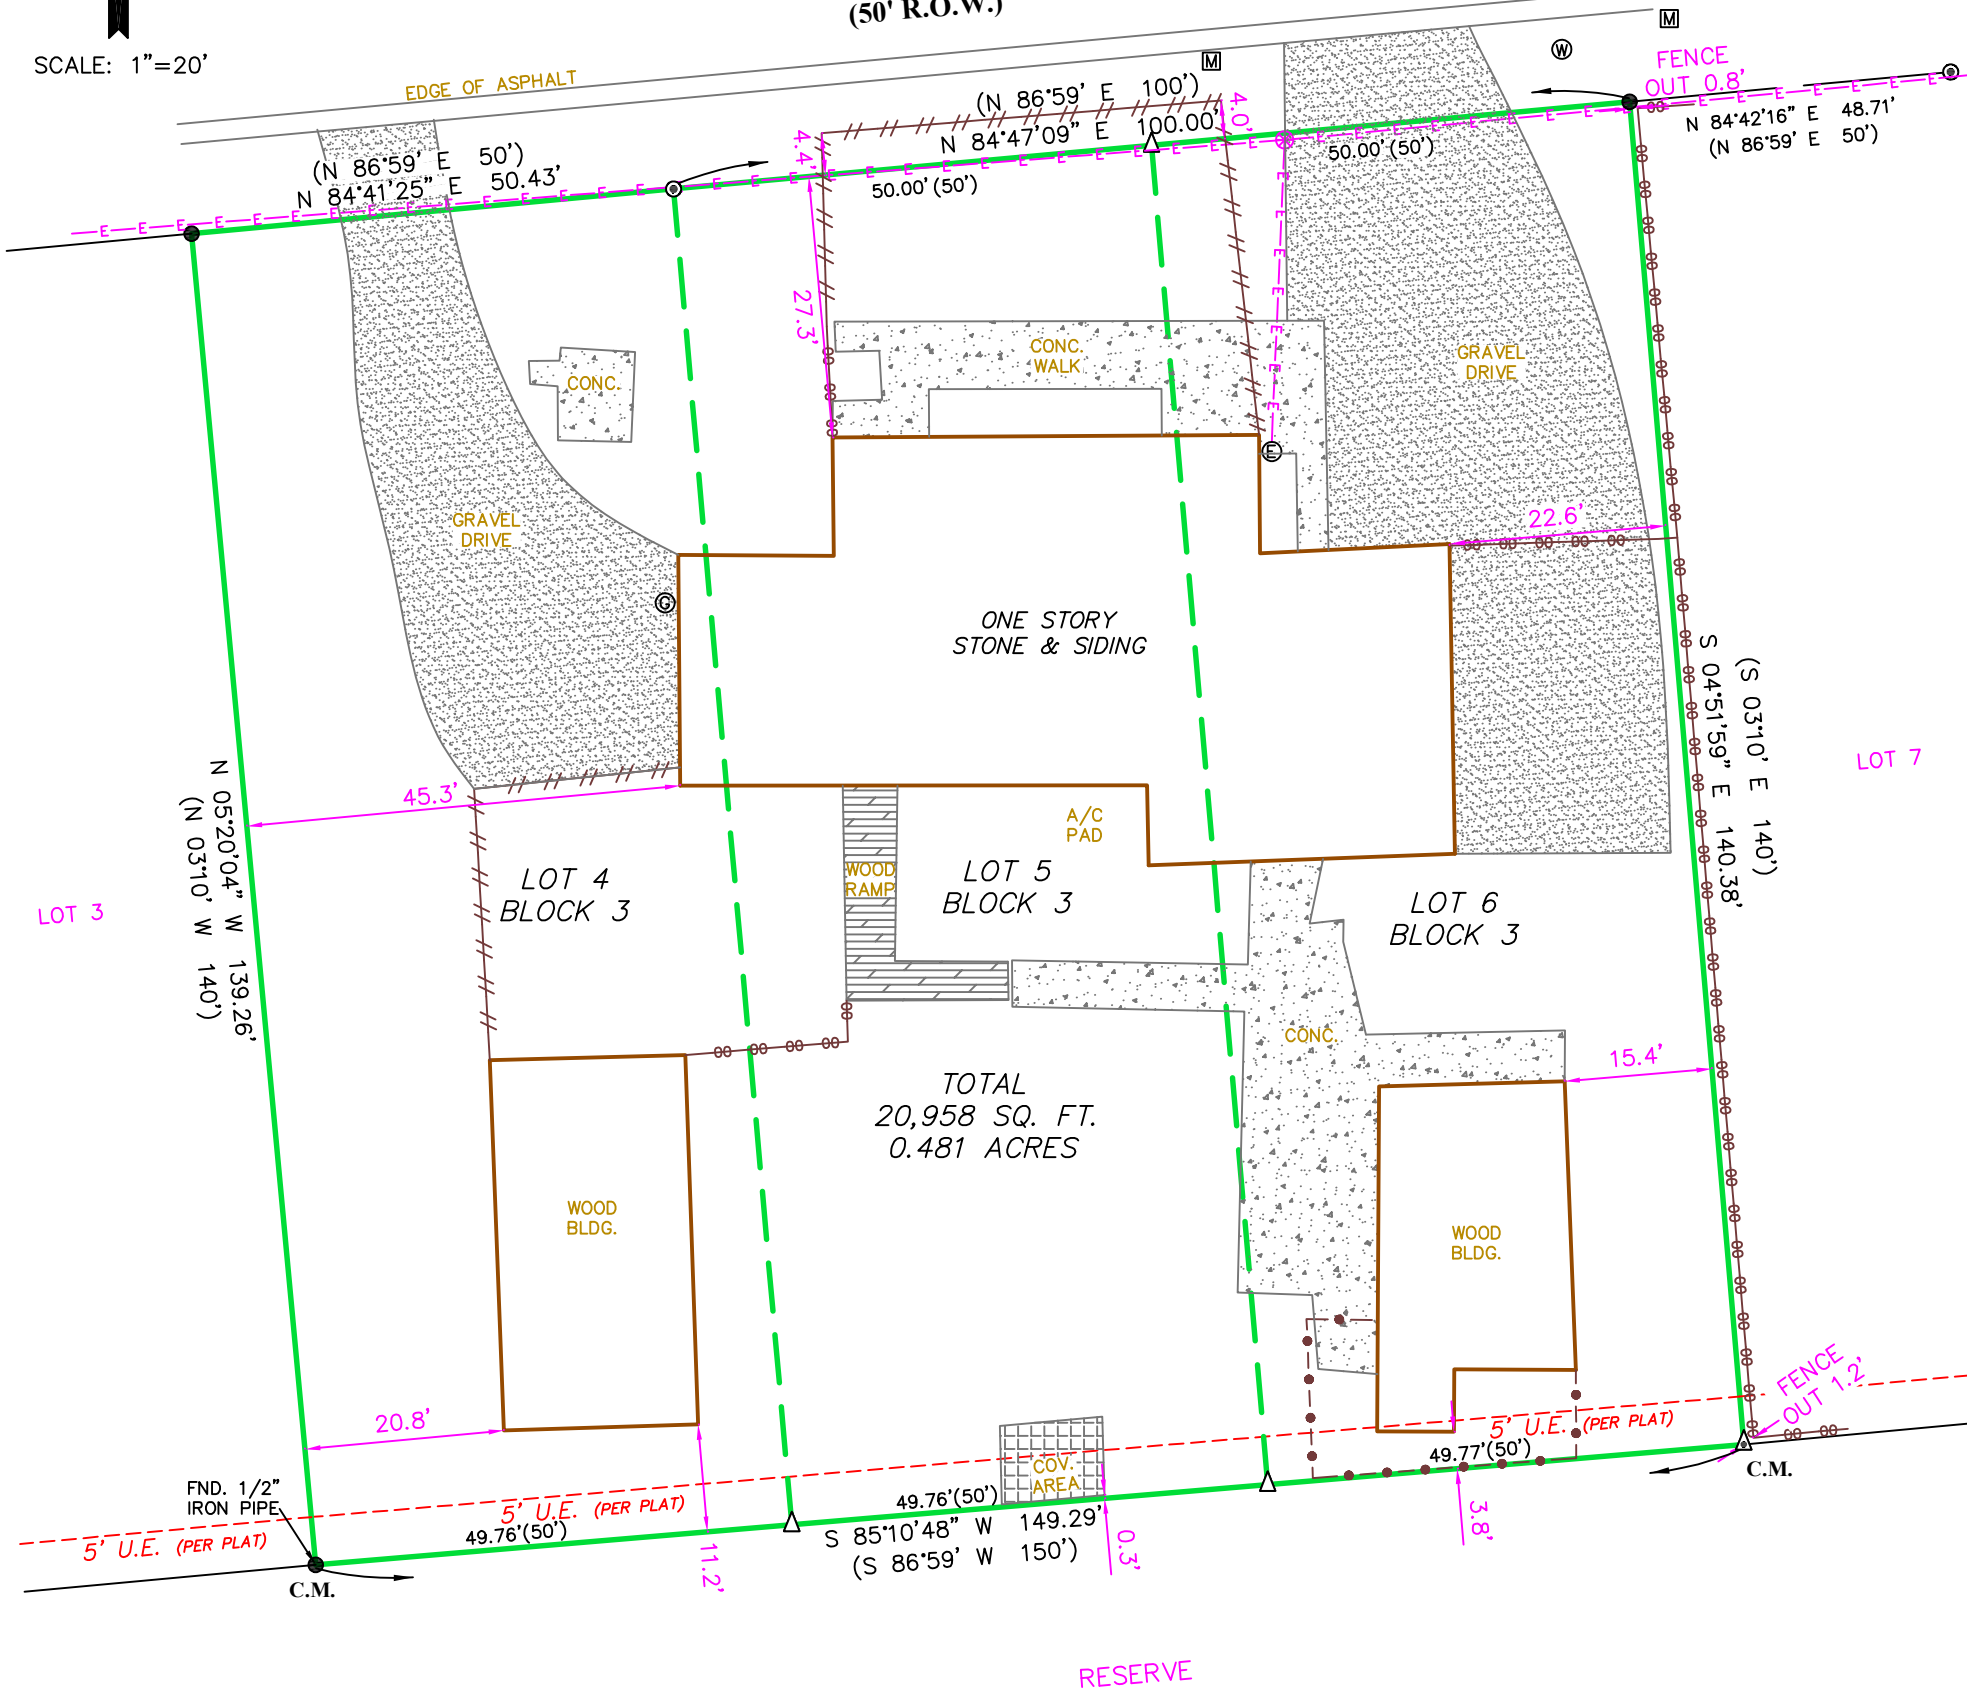 (50' R.O.W.)
SCALE: 1"=20'
EDGE OF ASPHALT
M
M
W
FENCE
OUT 0.8'
(N 86°59' E 100')
N 84°47'09" E 100.00'
4.0'
4.4'
50.00'(50')
50.00'(50')
N 84°42'16" E 48.71'
(N 86°59' E 50')
(N 86°59' E 50')
N 84°41'25" E 50.43'
27.3'
CONC.
WALK
CONC.
GRAVEL
DRIVE
E
GRAVEL
DRIVE
22.6'
G
ONE STORY
STONE & SIDING
(S 03°10' E 140')
S 04°51'59" E 140.38'
LOT 7
45.3'
N 05°20'04" W 139.26'
(N 03°10' W 140')
A/C
PAD
WOOD
RAMP
LOT 4
BLOCK 3
LOT 5
BLOCK 3
LOT 6
BLOCK 3
LOT 3
CONC.
15.4'
TOTAL
20,958 SQ. FT.
0.481 ACRES
WOOD
BLDG.
WOOD
BLDG.
FENCE
OUT 1.2'
20.8'
5' U.E. (PER PLAT)
49.77'(50')
C.M.
COV.
AREA
FND. 1/2"
IRON PIPE
5' U.E. (PER PLAT)
5' U.E. (PER PLAT)
49.76'(50')
49.76'(50')
S 85°10'48" W 149.29'
(S 86°59' W 150')
11.2'
0.3'
3.8'
C.M.
RESERVE